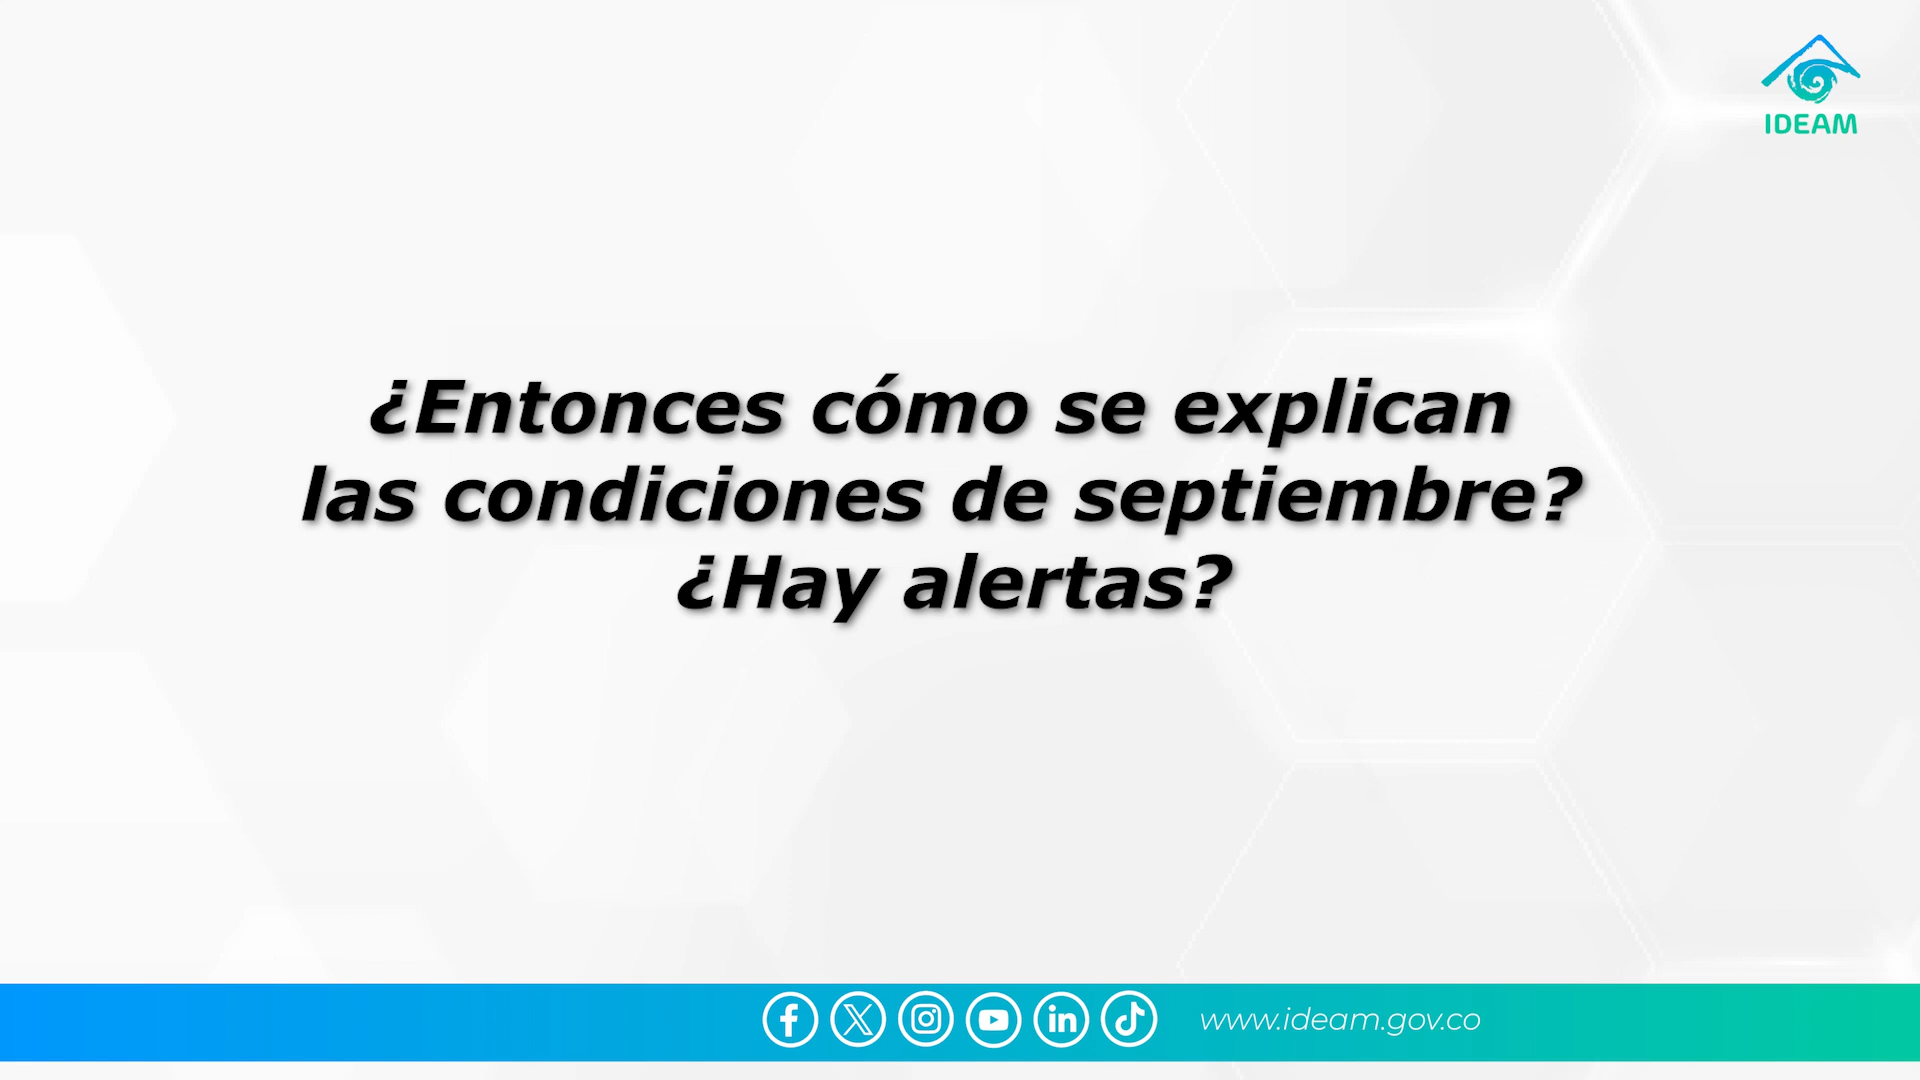 IDEAM
¿Entonces cómo se explican
las condiciones de septiembre?
¿Hay alertas?
www.ideam.gov.co